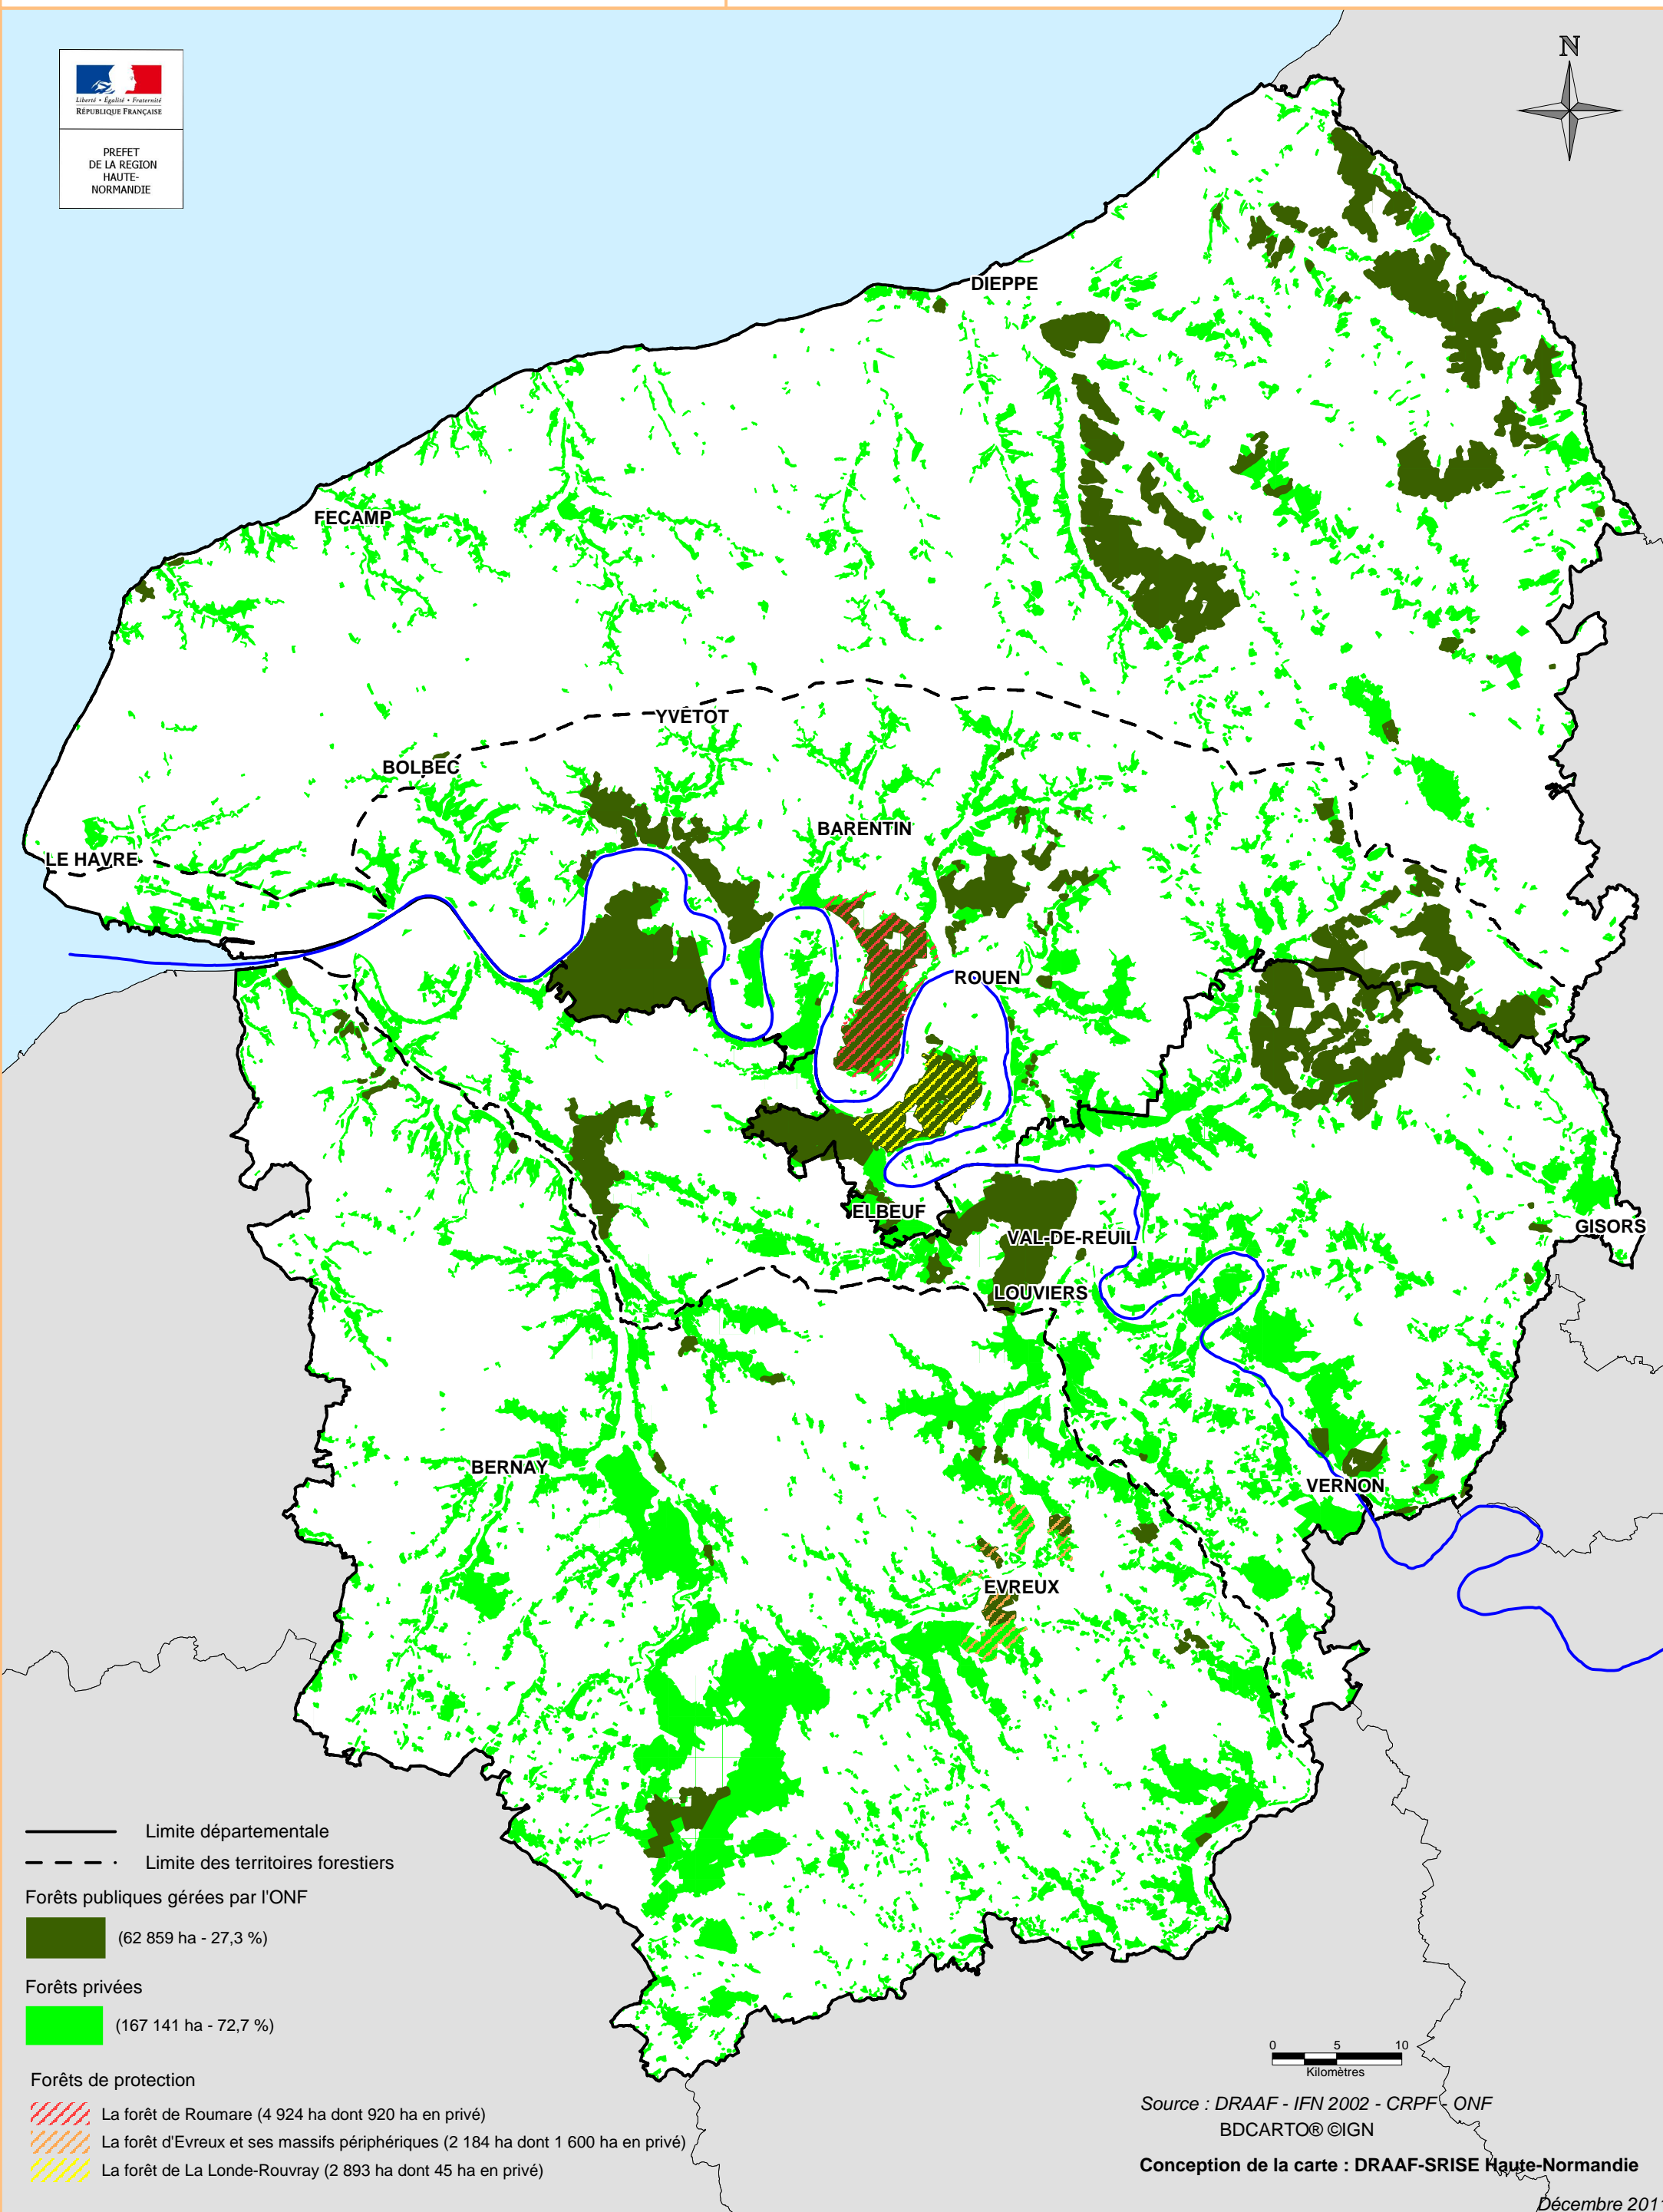 Liberté • Égalité • Fraternité
RÉPUBLIQUE FRANÇAISE
PREFET
DE LA REGION
HAUTE-
NORMANDIE
N
DIEPPE
FECAMP
YVETOT
BOLBEC
BARENTIN
LE HAVRE
ROUEN
ELBEUF
VAL-DE-REUIL
GISORS
LOUVIERS
BERNAY
VERNON
EVREUX
Limite départementale
Limite des territoires forestiers
Forêts publiques gérées par l'ONF
(62 859 ha - 27,3 %)
Forêts privées
(167 141 ha - 72,7 %)
Forêts de protection
La forêt de Roumare (4 924 ha dont 920 ha en privé)
La forêt d'Evreux et ses massifs périphériques (2 184 ha dont 1 600 ha en privé)
La forêt de La Londe-Rouvray (2 893 ha dont 45 ha en privé)
0 5 10
Kilomètres
Source : DRAAF - IFN 2002 - CRPF - ONF
BDCARTO® ©IGN
Conception de la carte : DRAAF-SRISE Haute-Normandie
Décembre